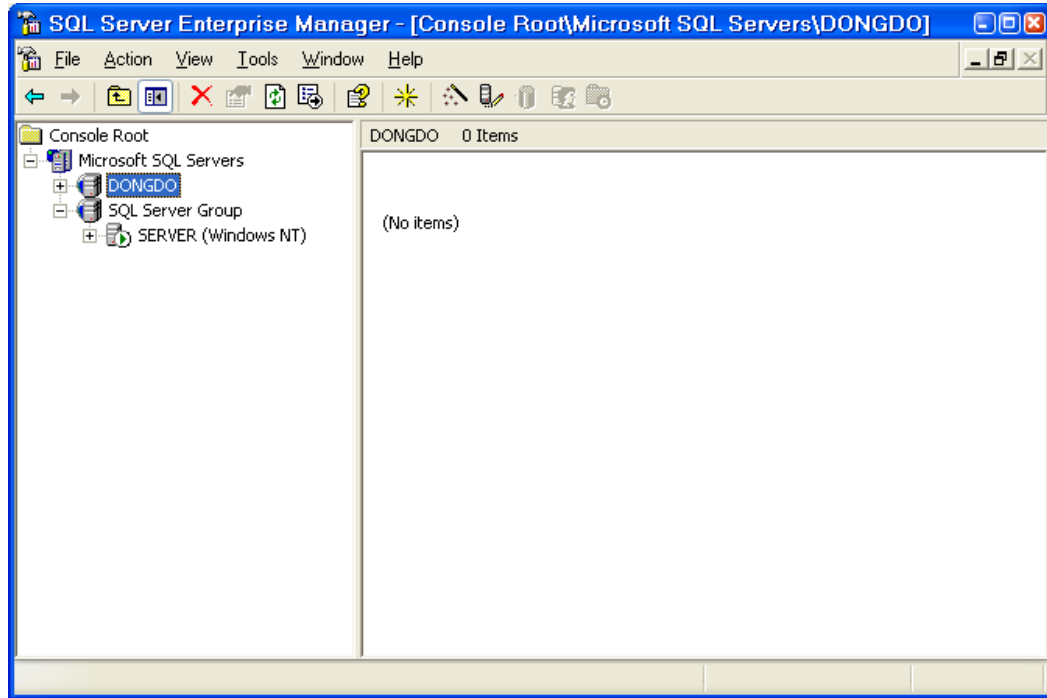 SQL Server Enterprise Manager - [Console Root\Microsoft SQL Servers\DONGDO]
File Action View Tools Window Help
Console Root
DONGDO 0 Items
Microsoft SQL Servers
DONGDO
SQL Server Group
(No items)
SERVER (Windows NT)